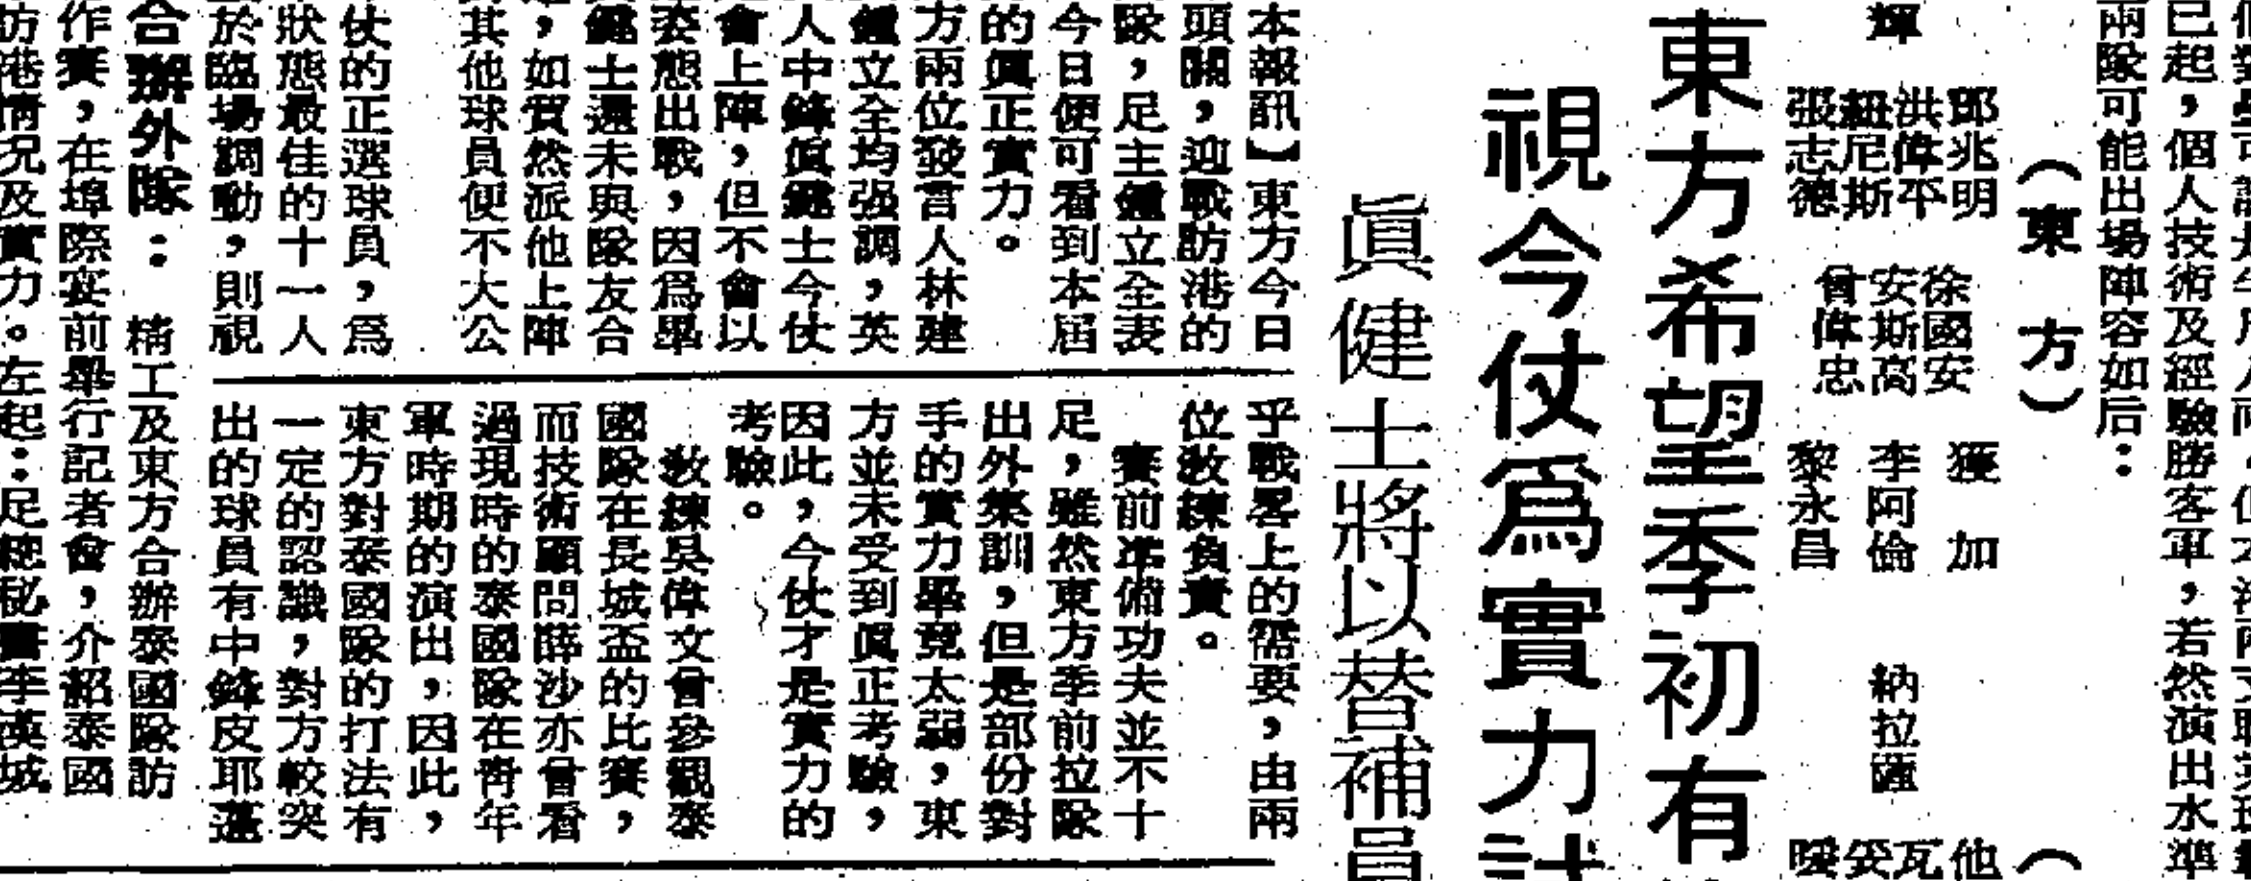 已起，個人技術及經驗勝客軍，若然演出水準
兩隊可能出場陣容如后：
（東 方）
輝
鄧兆明
洪偉平
紐尼斯
張志德
徐國安
安斯高
曾偉忠
獲 加
李阿倫
黎永昌
納拉薩
東方希望季初有
視今仗為實力
眞健士將以替補員
本報訊】東方今日
頭關，迎戰訪港的
隊，足主鍾立全表
今日便可看到本屆
的眞正實力。
方兩位發言人林建
鍾立全均强調，英
人中鋒眞健士今仗
會上陣，但不會以
姿態出戰，因爲畢
健士還未與隊友合
，如貿然派他上陣
其他球員便不大公
仗的正選球員，爲
狀態最佳的十一人
於臨場調動，則視
乎戰畧上的需要，由兩
位敎練負責。
賽前準備功夫並不十
足，雖然東方季前拉隊
出外集訓，但是部份對
手的實力畢竟太弱，東
方並未受到眞正考驗，
因此，今仗才是實力的
考驗。
敎練吳偉文曾參觀泰
國隊在長城盃的比賽，
而技術顧問薛沙亦曾看
過現時的泰國隊在靑年
軍時期的演出，因此，
東方對泰國隊的打法有
一定的認識，對方較突
出的球員有中鋒皮耶蓬
合辦外隊：精工及東方合辦泰國隊訪
作賽，在埠際宴前舉行記者會，介紹泰國
訪港情况及實力。左起：足總秘書李漢城